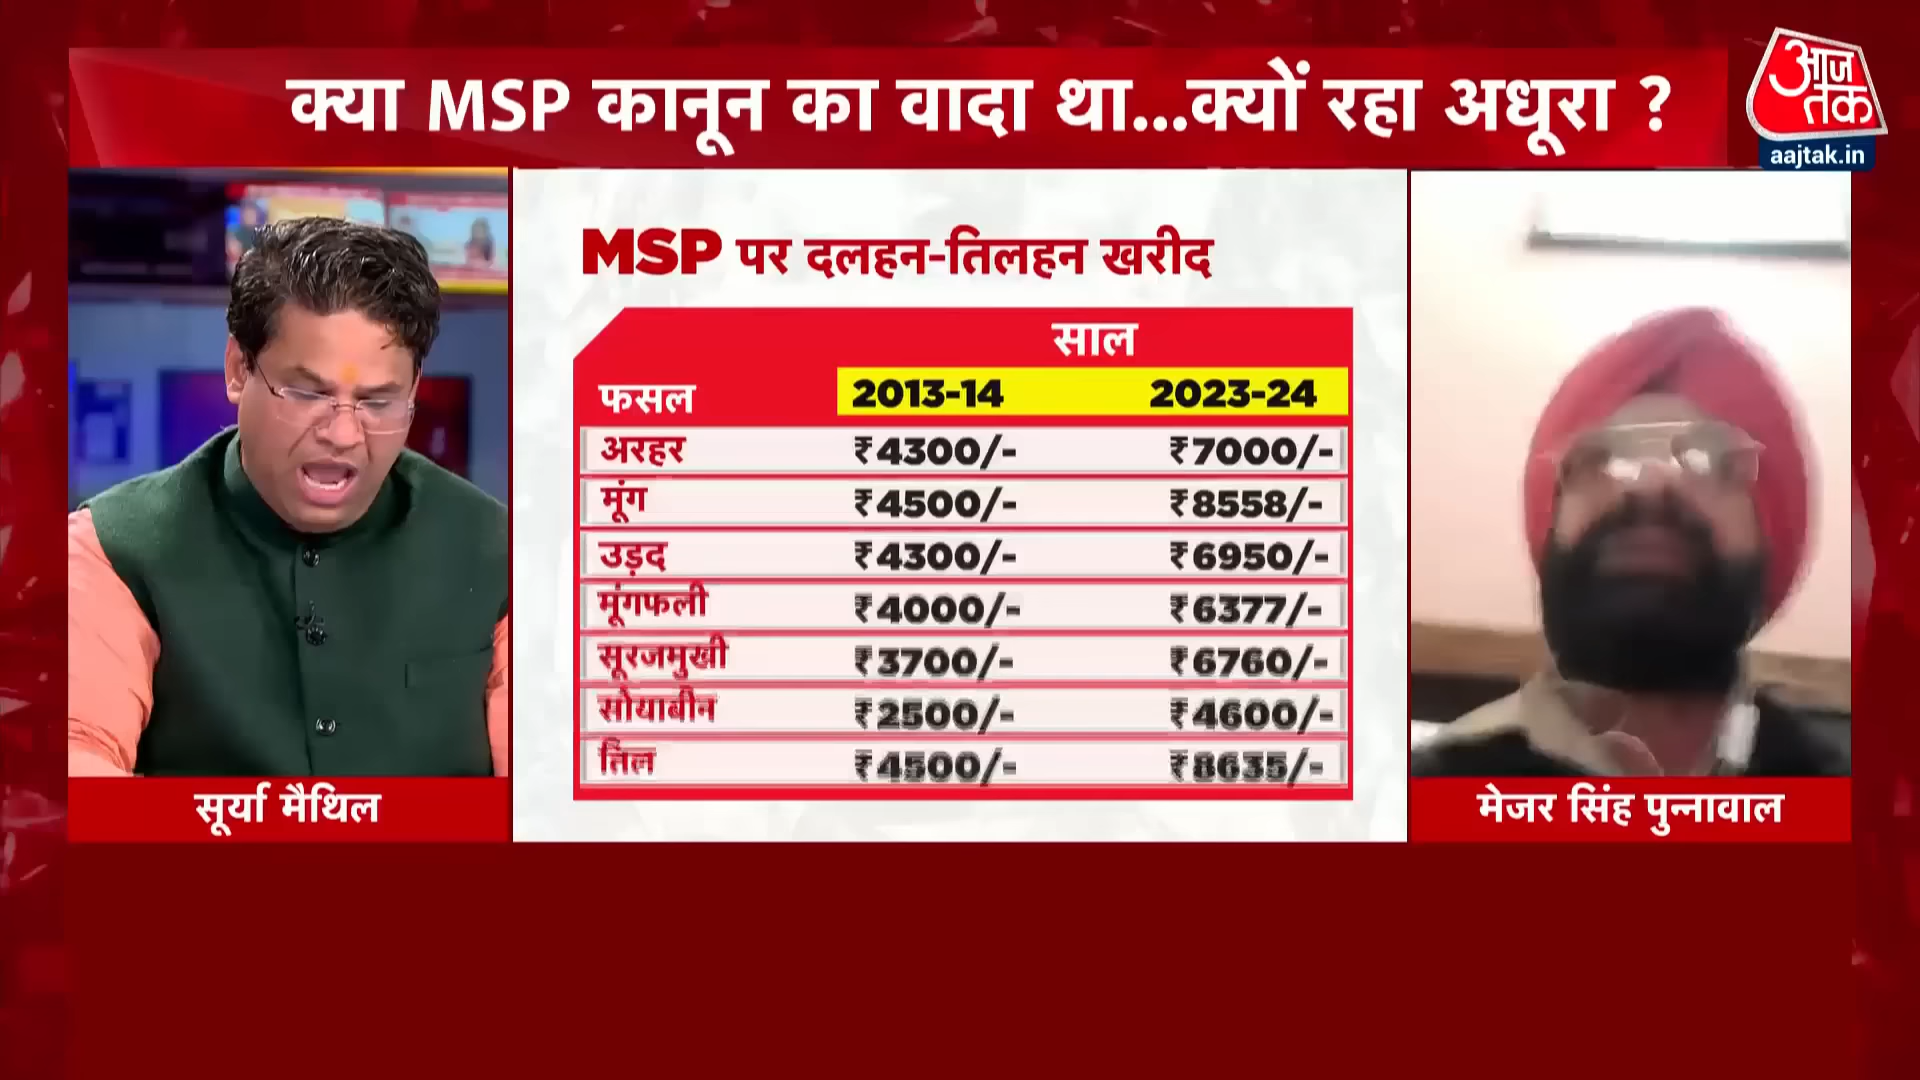 क्या MSP कानून का वादा था...क्यों रहा अधूरा ?
आज
तक
aajtak.in
MSP पर दलहन-तिलहन खरीद
साल
फसल 2013-14 2023-24
अरहर ₹4300/- ₹7000/-
मूंग ₹4500/- ₹8558/-
उड़द ₹4300/- ₹6950/-
मूंगफली ₹4000/- ₹6377/-
सूरजमुखी ₹3700/- ₹6760/-
सोयाबीन ₹2500/- ₹4600/-
तिल ₹4500/- ₹8635/-
सूर्या मैथिल
मेजर सिंह पुन्नावाल